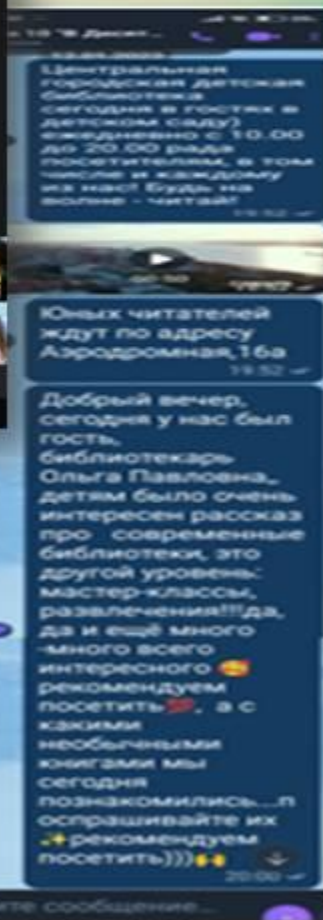 Центральная
городская детская
библиотека
сегодня в гостях в
детском саду)
ежедневно с 10.00
до 20.00 рада
посетителям, в том
числе и каждому
из нас! Будь на
волне - читай!
19:52
Юных читателей
ждут по адресу
Аэродромная,16а
19:52
Добрый вечер,
сегодня у нас был
гость,
библиотекарь
Ольга Павловна,,
детям было очень
интересен рассказ
про современные
библиотеки, это
другой уровень:
мастер-классы,
развлечения!!!да,
да и ещё много
-много всего
интересного 🥰
рекомендуем
посетить💯, а с
какими
необычными
книгами мы
сегодня
познакомились...п
оспрашивайте их
✨рекомендуем
посетить)))🙌
20:00
те сообщение...